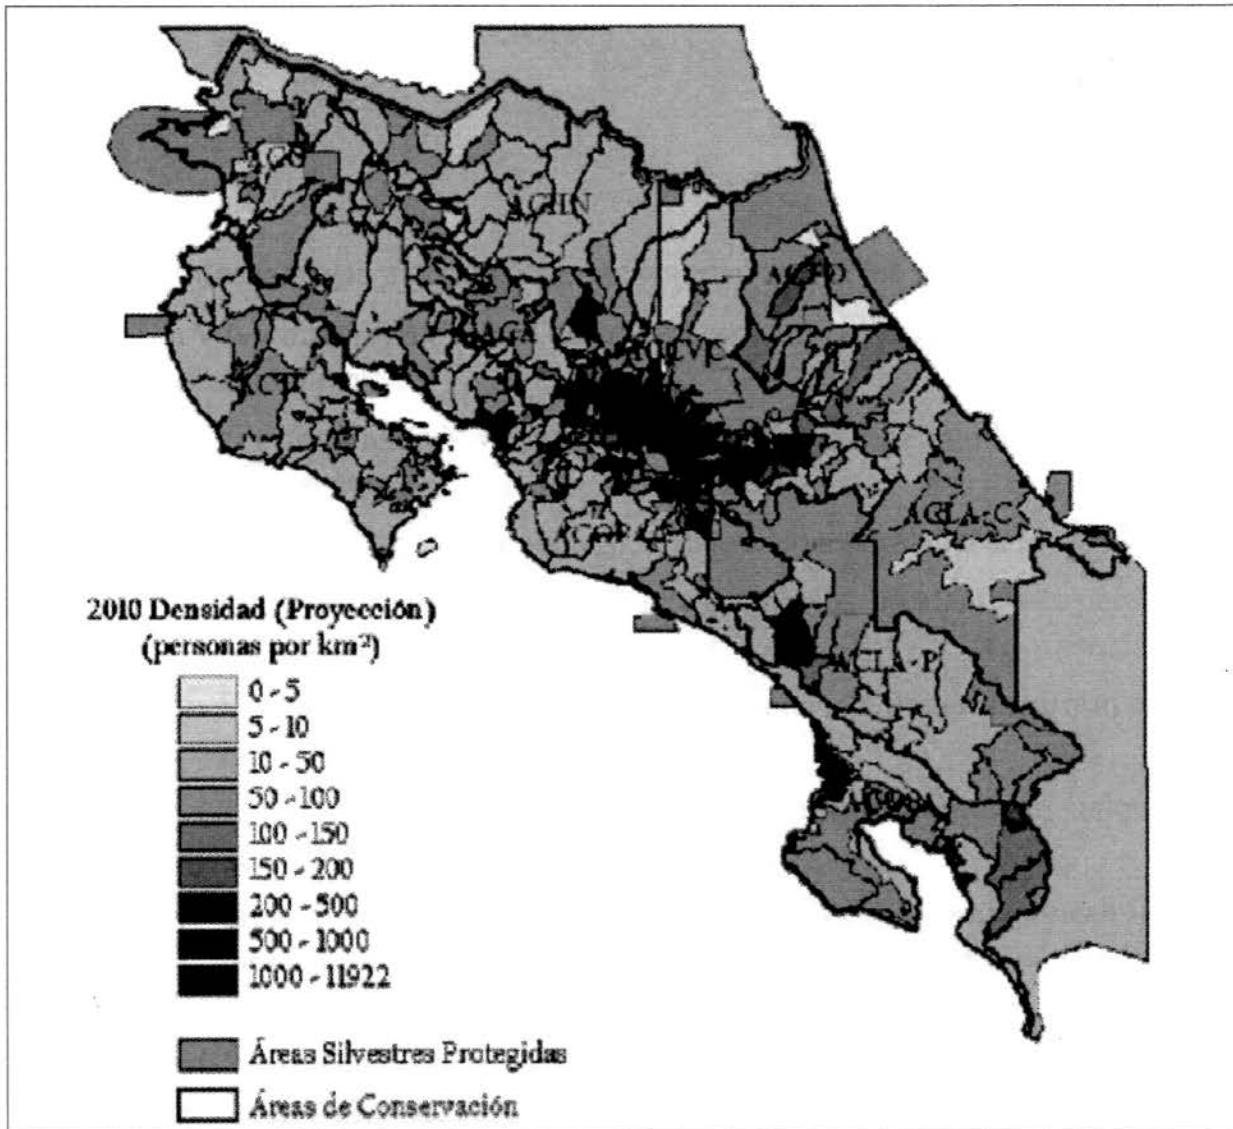 ACHN
ACLA-C
ACLA-P
2010 Densidad (Proyección)
(personas por km²)
0 - 5
5 - 10
10 - 50
50 - 100
100 - 150
150 - 200
200 - 500
500 - 1000
1000 - 11922
Áreas Silvestres Protegidas
Áreas de Conservación